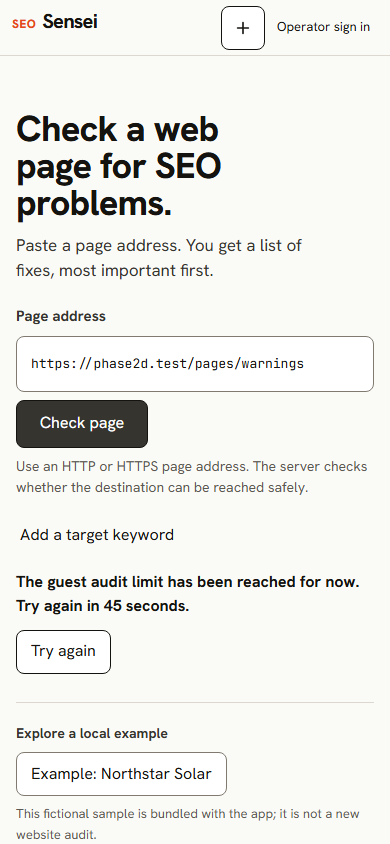 SEO Sensei
+
Operator sign in
Check a web
page for SEO
problems.
Paste a page address. You get a list of
fixes, most important first.
Page address
https://phase2d.test/pages/warnings
Check page
Use an HTTP or HTTPS page address. The server checks
whether the destination can be reached safely.
Add a target keyword
The guest audit limit has been reached for now.
Try again in 45 seconds.
Try again
Explore a local example
Example: Northstar Solar
This fictional sample is bundled with the app; it is not a new
website audit.